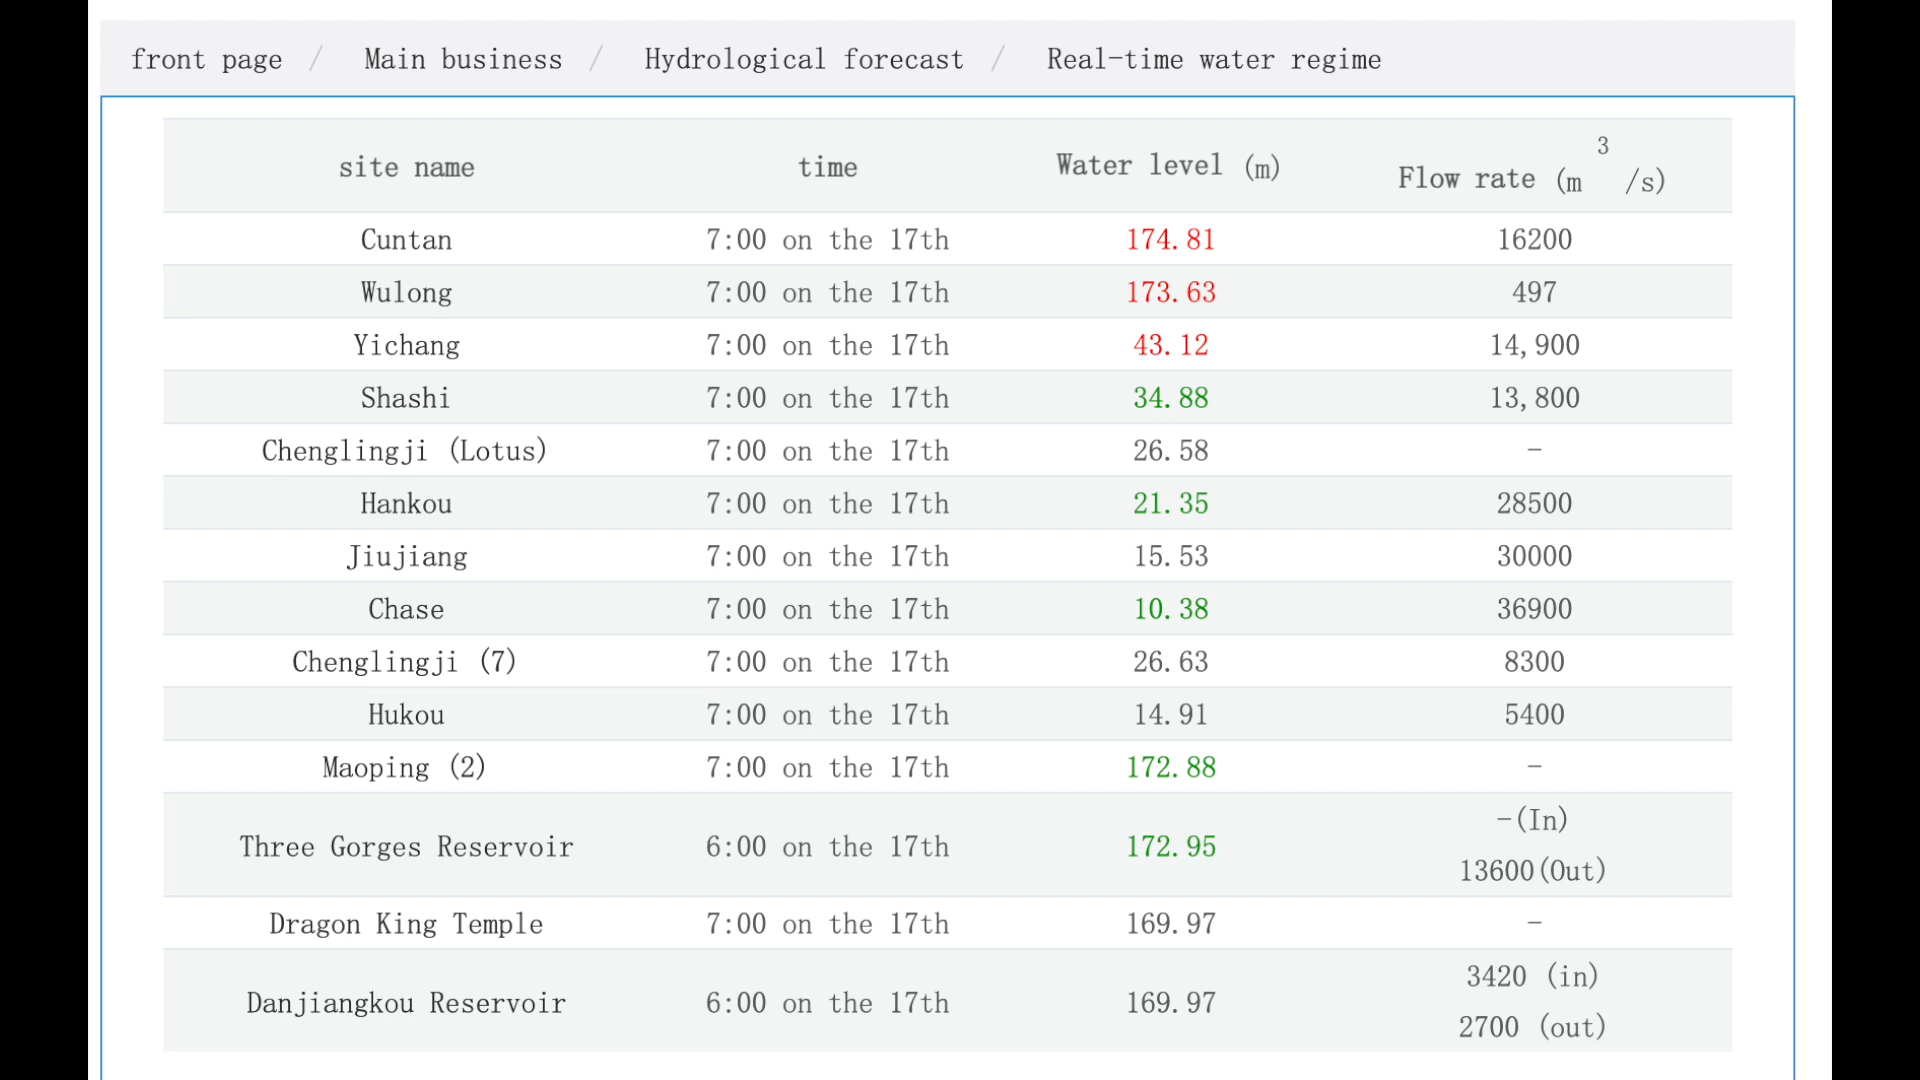 front page / Main business / Hydrological forecast / Real-time water regime
site name time Water level (m) Flow rate (m³/s)
Cuntan 7:00 on the 17th 174.81 16200
Wulong 7:00 on the 17th 173.63 497
Yichang 7:00 on the 17th 43.12 14,900
Shashi 7:00 on the 17th 34.88 13,800
Chenglingji (Lotus) 7:00 on the 17th 26.58 -
Hankou 7:00 on the 17th 21.35 28500
Jiujiang 7:00 on the 17th 15.53 30000
Chase 7:00 on the 17th 10.38 36900
Chenglingji (7) 7:00 on the 17th 26.63 8300
Hukou 7:00 on the 17th 14.91 5400
Maoping (2) 7:00 on the 17th 172.88 -
Three Gorges Reservoir 6:00 on the 17th 172.95 -(In)
13600(Out)
Dragon King Temple 7:00 on the 17th 169.97 -
Danjiangkou Reservoir 6:00 on the 17th 169.97 3420 (in)
2700 (out)